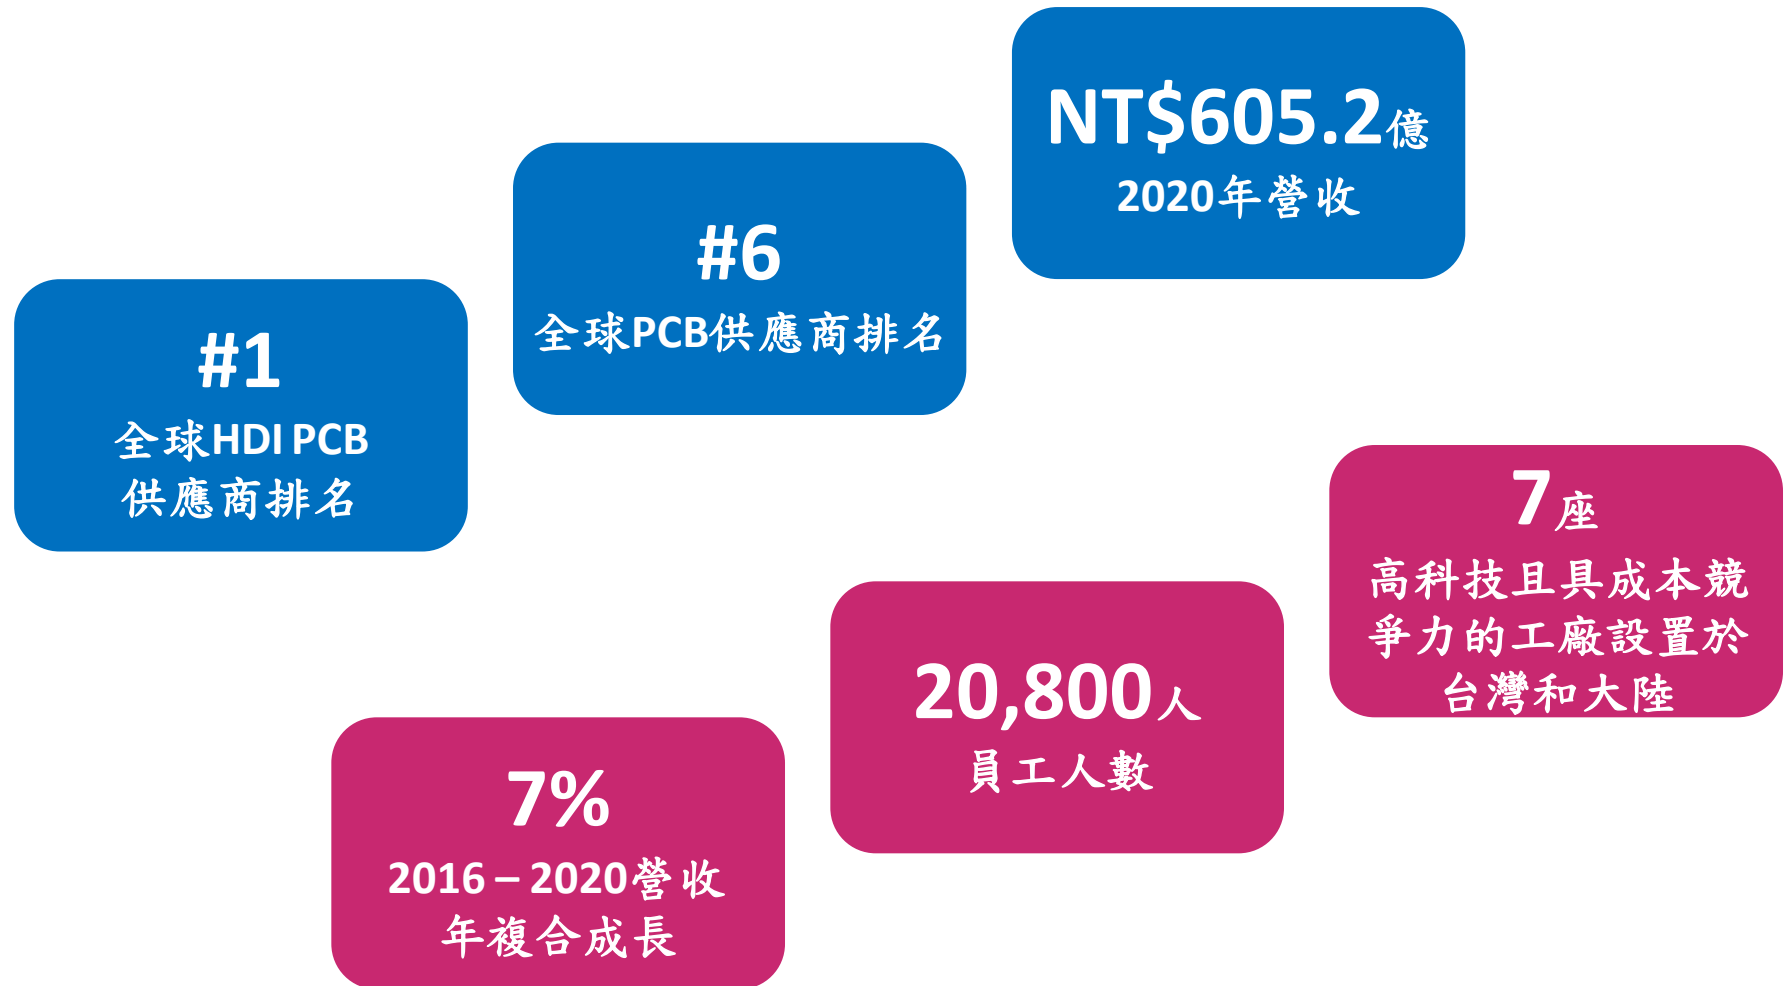 #1
全球HDI PCB
供應商排名
#6
全球PCB供應商排名
NT$605.2億
2020年營收
7%
2016 – 2020營收
年複合成長
20,800人
員工人數
7座
高科技且具成本競
爭力的工廠設置於
台灣和大陸